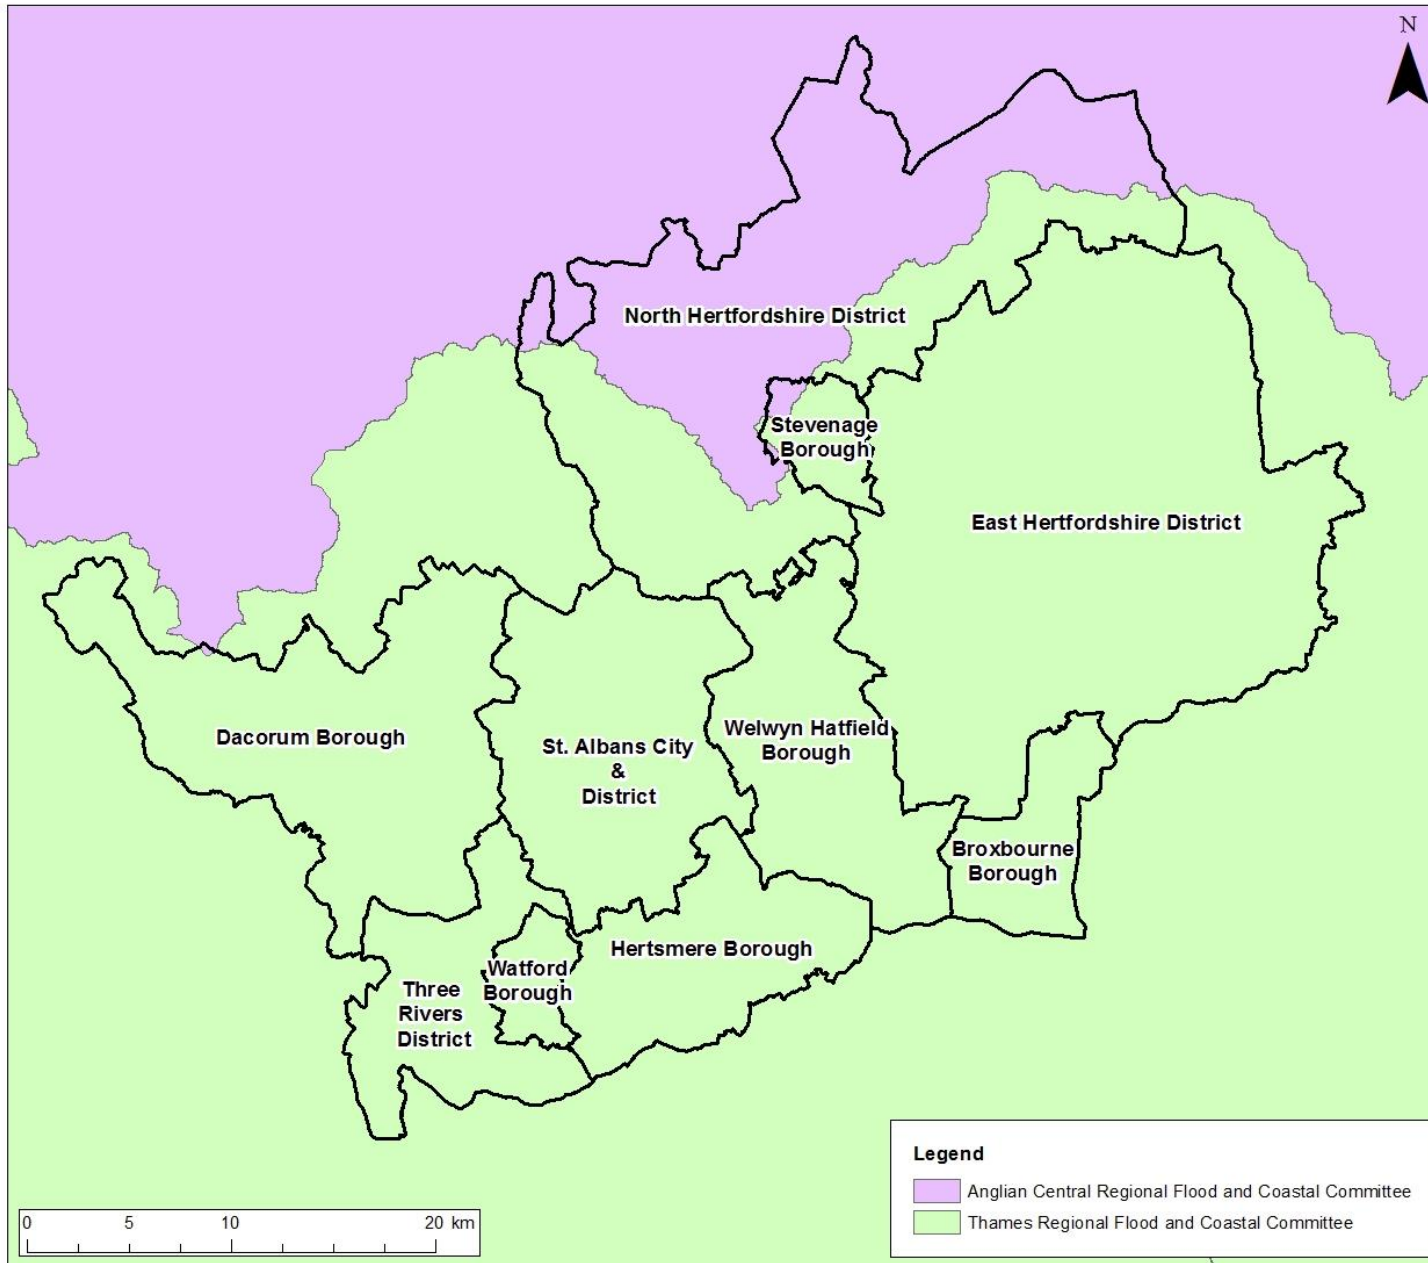 N
North Hertfordshire District
Stevenage
Borough
East Hertfordshire District
Dacorum Borough
St. Albans City
&
District
Welwyn Hatfield
Borough
Broxbourne
Borough
Hertsmere Borough
Watford
Borough
Three
Rivers
District
Legend
Anglian Central Regional Flood and Coastal Committee
Thames Regional Flood and Coastal Committee
0 5 10 20 km